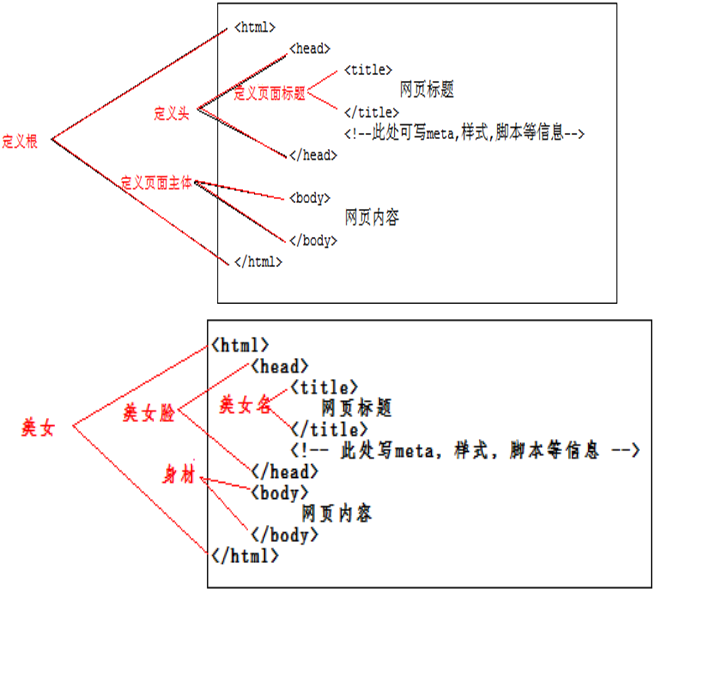 <html>
<head>
定义页面标题 <title>
网页标题
定义头 </title>
<!--此处可写meta,样式,脚本等信息-->
定义根
</head>
定义页面主体
<body>
网页内容
</body>
</html>
<html>
<head>
<title>
美女脸 美女名 网页标题
美女 </title>
<!-- 此处写meta, 样式, 脚本等信息 -->
身材 </head>
<body>
网页内容
</body>
</html>